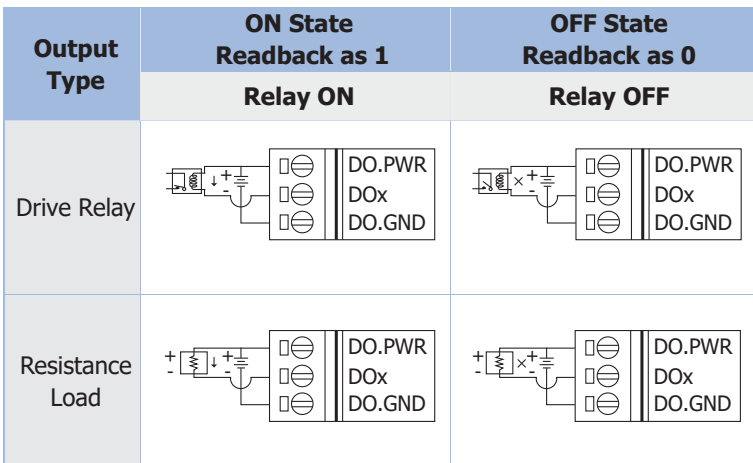 Output Type
ON State
Readback as 1
OFF State
Readback as 0
Relay ON
Relay OFF
Drive Relay
+
-
DO.PWR
DOx
DO.GND
×
+
-
DO.PWR
DOx
DO.GND
Resistance
Load
+
-
+
-
DO.PWR
DOx
DO.GND
+
-
×
+
-
DO.PWR
DOx
DO.GND